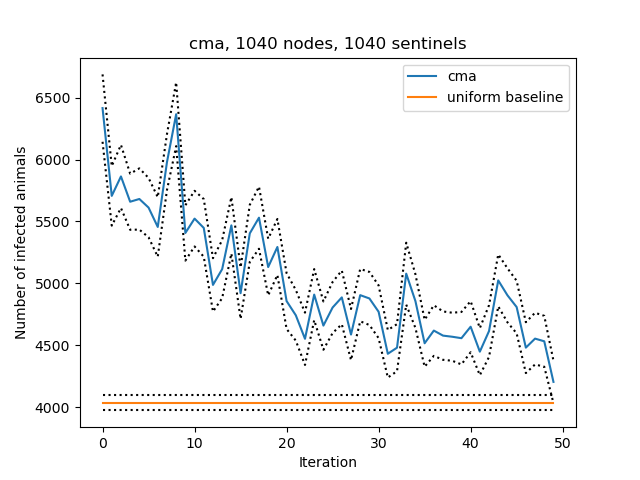 cma, 1040 nodes, 1040 sentinels
cma
uniform baseline
Number of infected animals
6500
6000
5500
5000
4500
4000
0 10 20 30 40 50
Iteration